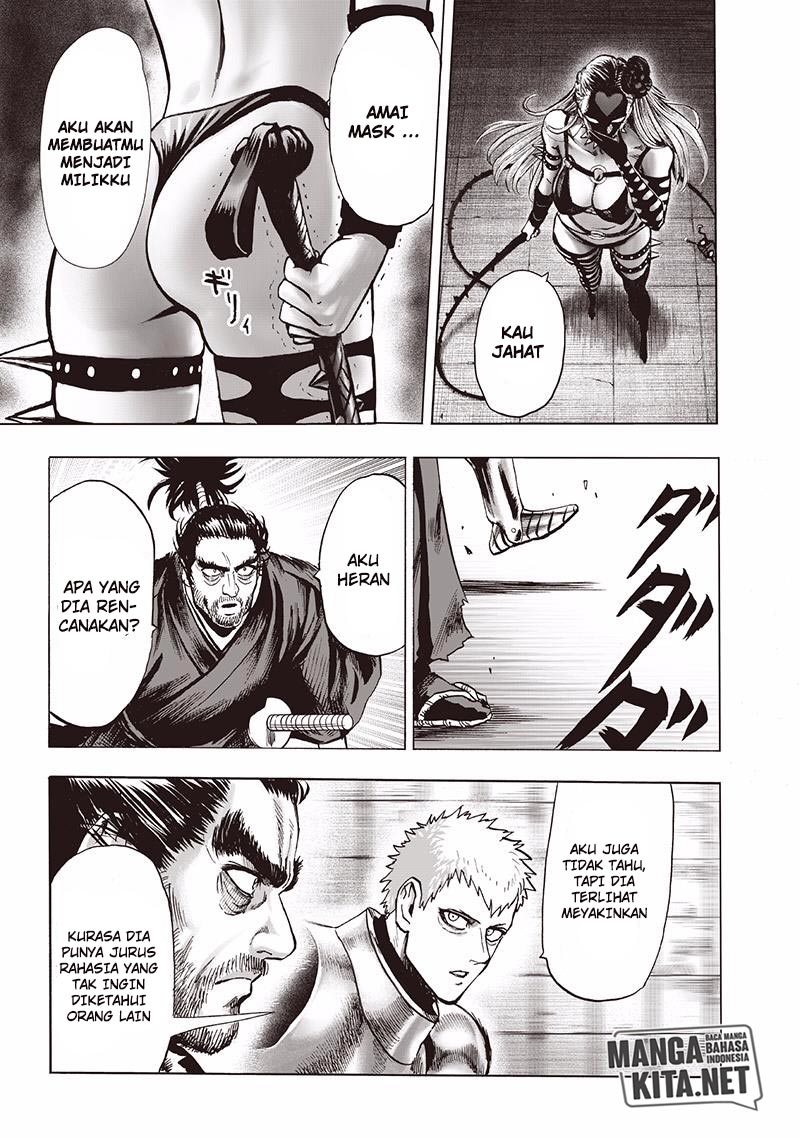 KAU
JAHAT
AMAI
MASK ...
AKU AKAN
MEMBUATMU
MENJADI
MILIKKU
ギリィ
ダダダダ
AKU
HERAN
APA YANG
DIA REN-
CANAKAN?
AKU JUGA
TIDAK TAHU,
TAPI DIA
TERLIHAT
MEYAKINKAN
KURASA DIA
PUNYA JURUS
RAHASIA YANG
TAK INGIN
DIKETAHUI
ORANG LAIN
MANGA
BACA MANGA
BAHASA
INDONESIA
KITA.NET